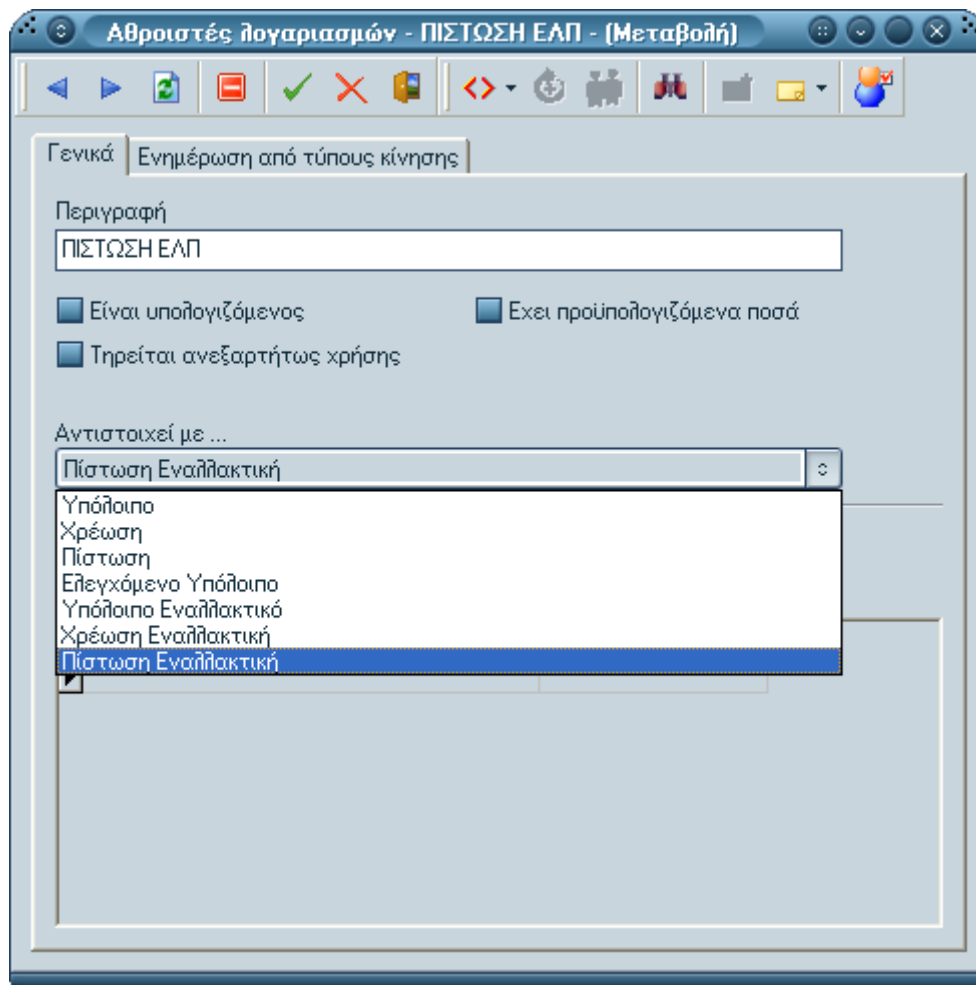 Αθροιστές λογαριασμών - ΠΙΣΤΩΣΗ ΕΛΠ - (Μεταβολή)
Γενικά Ενημέρωση από τύπους κίνησης
Περιγραφή
ΠΙΣΤΩΣΗ ΕΛΠ
Είναι υπολογιζόμενος Εχει προϋπολογιζόμενα ποσά
Τηρείται ανεξαρτήτως χρήσης
Αντιστοιχεί με ...
Πίστωση Εναλλακτική
Υπόλοιπο
Χρέωση
Πίστωση
Ελεγχόμενο Υπόλοιπο
Υπόλοιπο Εναλλακτικό
Χρέωση Εναλλακτική
Πίστωση Εναλλακτική